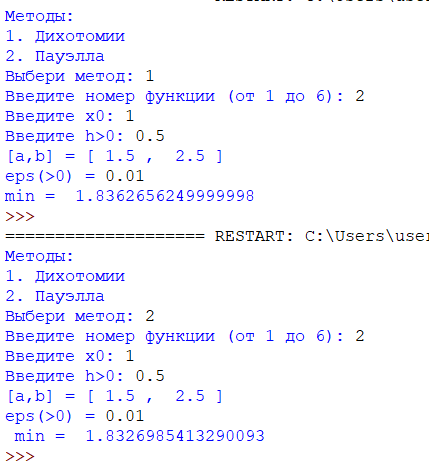 RESTART: C:\Users\user
Методы:
1. Дихотомии
2. Пауэлла
Выбери метод: 1
Введите номер функции (от 1 до 6): 2
Введите x0: 1
Введите h>0: 0.5
[a,b] = [ 1.5 ,  2.5 ]
eps(>0) = 0.01
min =  1.8362656249999998
>>>
==================== RESTART: C:\Users\user
Методы:
1. Дихотомии
2. Пауэлла
Выбери метод: 2
Введите номер функции (от 1 до 6): 2
Введите x0: 1
Введите h>0: 0.5
[a,b] = [ 1.5 ,  2.5 ]
eps(>0) = 0.01
 min =  1.8326985413290093
>>>